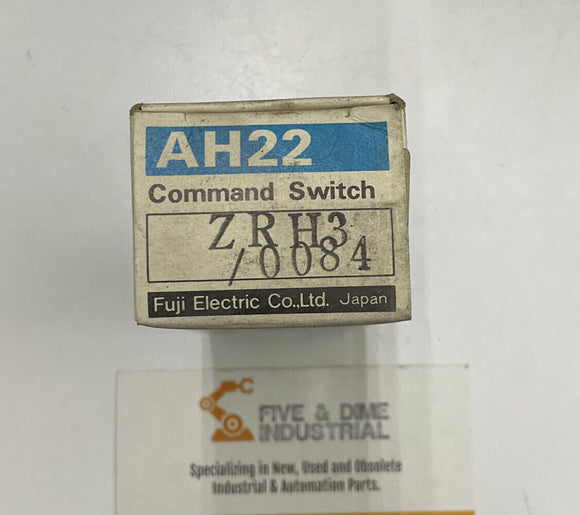 AH22
Command Switch
ZRH3
/0084
Fuji Electric Co.,Ltd. Japan
FIVE & DIME
INDUSTRIAL
Specializing in New, Used and Obsolete
Industrial & Automation Parts.